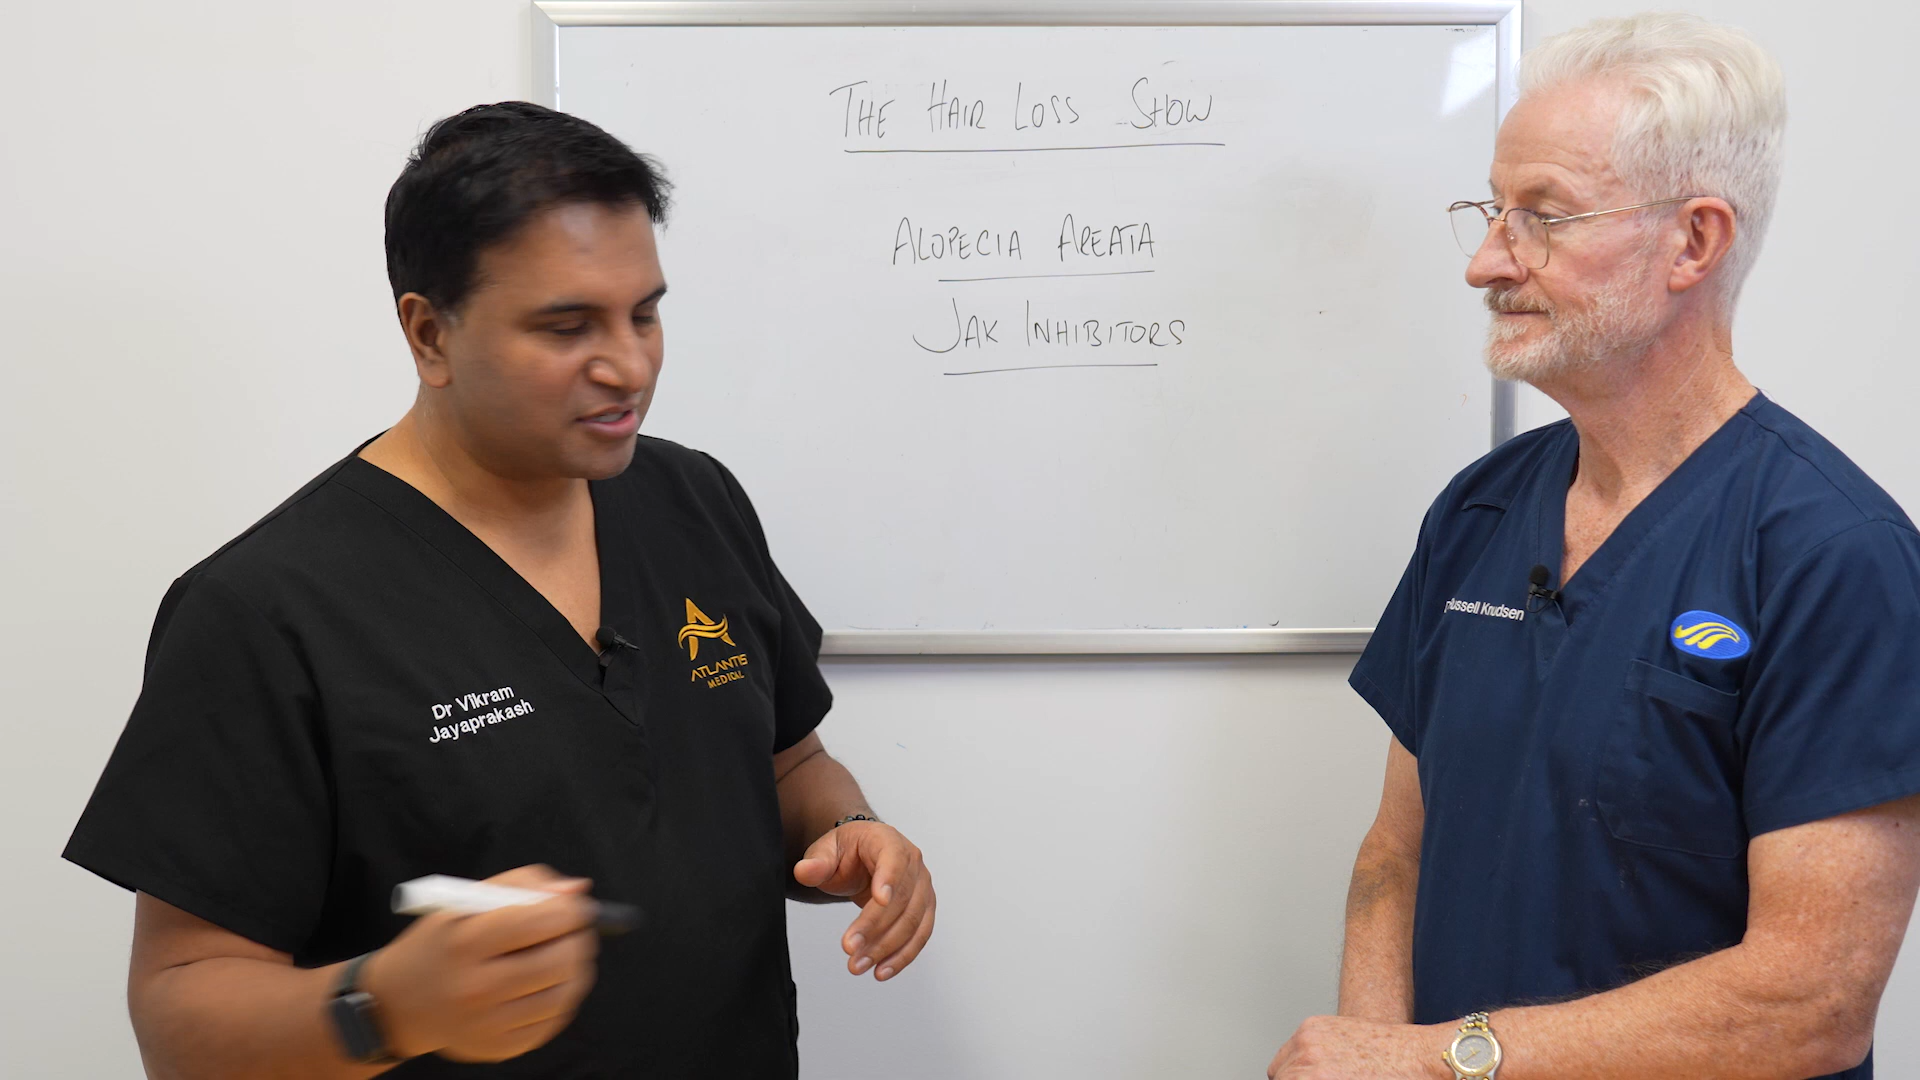 THE HAIR LOSS SHOW
ALOPECIA AREATA
JAK INHIBITORS
Dr Vikram
Jayaprakash
ATLANTIS
MEDICAL
Russell Knudsen